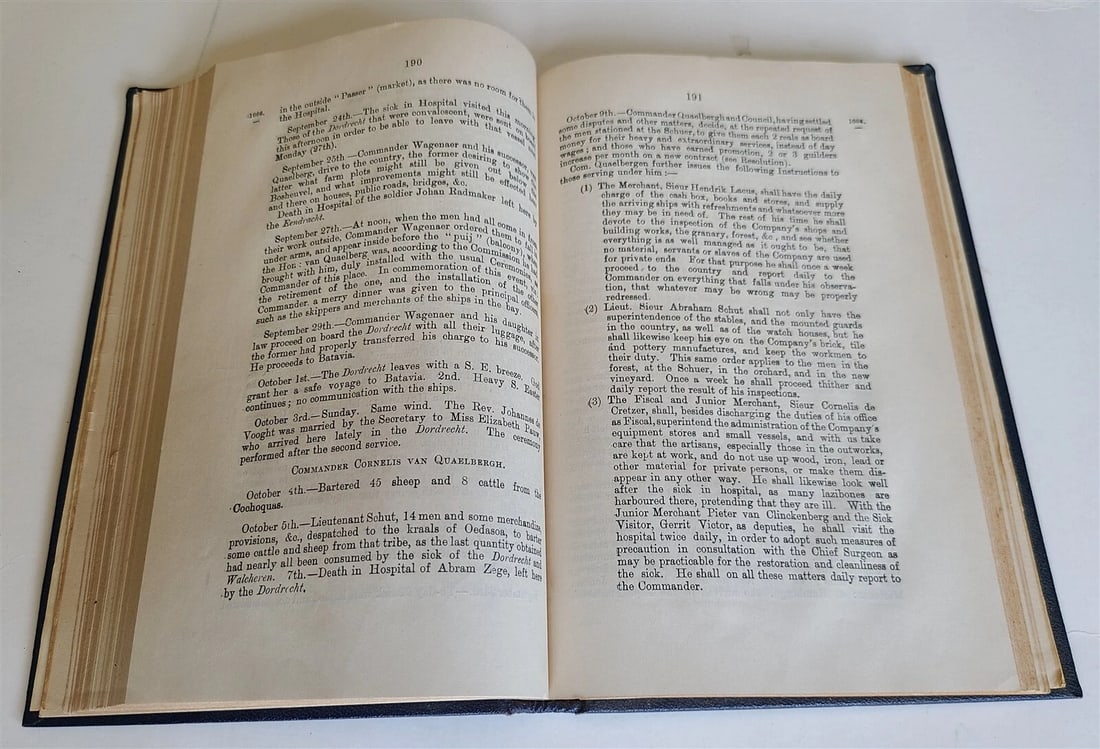 190
in the outside "Passer" (market), as there was no room for them in
the Hospital.
1666.
September 24th.—The sick in Hospital visited this
Those of the Dordrecht that were convalescent, were sent
this afternoon in order to be able to leave with that vessel
Monday (27th).
September 25th.—Commander Wagenaer and his successor
Quaelberg, drive to the country, the former desiring to show
latter what farm plots might still be given out below the
Bosheuvel, and what improvements might still be effected
and there on houses, public roads, bridges, &c.
Death in Hospital of the soldier Johan Radmaker left here by
the Eendracht.
September 27th.—At noon, when the men had all come in from
their work outside, Commander Wagenaer ordered them to fall
under arms, and appear inside before the "puij" (balcony), when
the Hon: van Quaelberg was, according to the Commission he had
brought with him, duly installed with the usual Ceremonies as
Commander of this place. In commemoration of this event,
the retirement of the one, and the installation of the other
Commander, a merry dinner was given to the principal officers
such as the skippers and merchants of the ships in the bay.
September 29th.—Commander Wagenaer and his daughter in
law proceed on board the Dordrecht with all their luggage, after
the former had properly transferred his charge to his successor.
He proceeds to Batavia.
October 1st.—The Dordrecht leaves with a S. E. breeze. God
grant her a safe voyage to Batavia. 2nd. Heavy S. Easter
continues; no communication with the ships.
October 3rd.—Sunday. Same wind. The Rev. Johannes de
Vooght was married by the Secretary to Miss Elizabeth Pauw,
who arrived here lately in the Dordrecht. The ceremony
performed after the second service.
COMMANDER CORNELIS VAN QUAELBERGH.
October 4th.—Bartered 45 sheep and 8 cattle from the
Cochoquas.
October 5th.—Lieutenant Schut, 14 men and some merchandise,
provisions, &c., despatched to the kraals of Oedasoa, to barter
some cattle and sheep from that tribe, as the last quantity obtained
had nearly all been consumed by the sick of the Dordrecht and
Walcheren. 7th.—Death in Hospital of Abram Zege, left here
by the Dordrecht.
191
October 9th.—Commander Quaelbergh and Council, having settled
1666.
some disputes and other matters, decide, at the repeated request of
the men stationed at the Schuer, to give them each 2 reals as board
money for their heavy and extraordinary services, instead of day
wages; and those who have earned promotion, 2 or 3 guilders
increase per month on a new contract (see Resolution).
Com. Quaelbergen further issues the following Instructions to
those serving under him:—
(1) The Merchant, Sieur Hendrik Lacus, shall have the daily
charge of the cash box, books and stores, and supply
the arriving ships with refreshments and whatsoever more
they may be in need of. The rest of his time he shall
devote to the inspection of the Company's shops and
building works, the granary, forest, &c., and see whether
everything is as well managed as it ought to be, that
no material, servants or slaves of the Company are used
for private ends For that purpose he shall once a week
proceed to the country and report daily to the
Commander on everything that falls under his observa-
tion, that whatever may be wrong may be properly
redressed.
(2) Lieut. Sieur Abraham Schut shall not only have the
superintendence of the stables, and the mounted guards
in the country, as well as of the watch houses, but he
shall likewise keep his eye on the Company's brick, tile
and pottery manufactures, and keep the workmen to
their duty. This same order applies to the men in the
forest, at the Schuer, in the orchard, and in the new
vineyard. Once a week he shall proceed thither and
daily report the result of his inspections.
(3) The Fiscal and Junior Merchant, Sieur Cornelis de
Cretzer, shall, besides discharging the duties of his office
as Fiscal, superintend the administration of the Company's
equipment stores and small vessels, and with us take
care that the artisans, especially those in the outworks,
are kept at work, and do not use up wood, iron, lead or
other material for private persons, or make them dis-
appear in any other way. He shall likewise look well
after the sick in hospital, as many lazibones are
harboured there, pretending that they are ill. With the
Junior Merchant Pieter van Clinckenberg and the Sick
Visitor, Gerrit Victor, as deputies, he shall visit the
hospital twice daily, in order to adopt such measures of
precaution in consultation with the Chief Surgeon as
may be practicable for the restoration and cleanliness of
the sick. He shall on all these matters daily report to
the Commander.